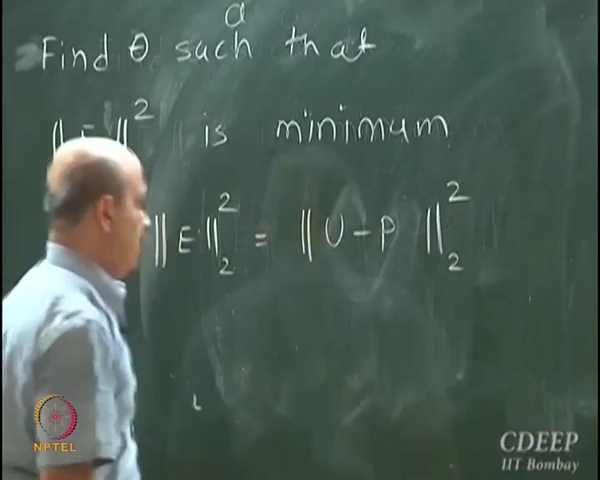 a
Find θ such that
‖E‖² is minimum
‖E‖₂² = ‖U-P‖₂²
NPTEL
CDEEP
IIT Bombay